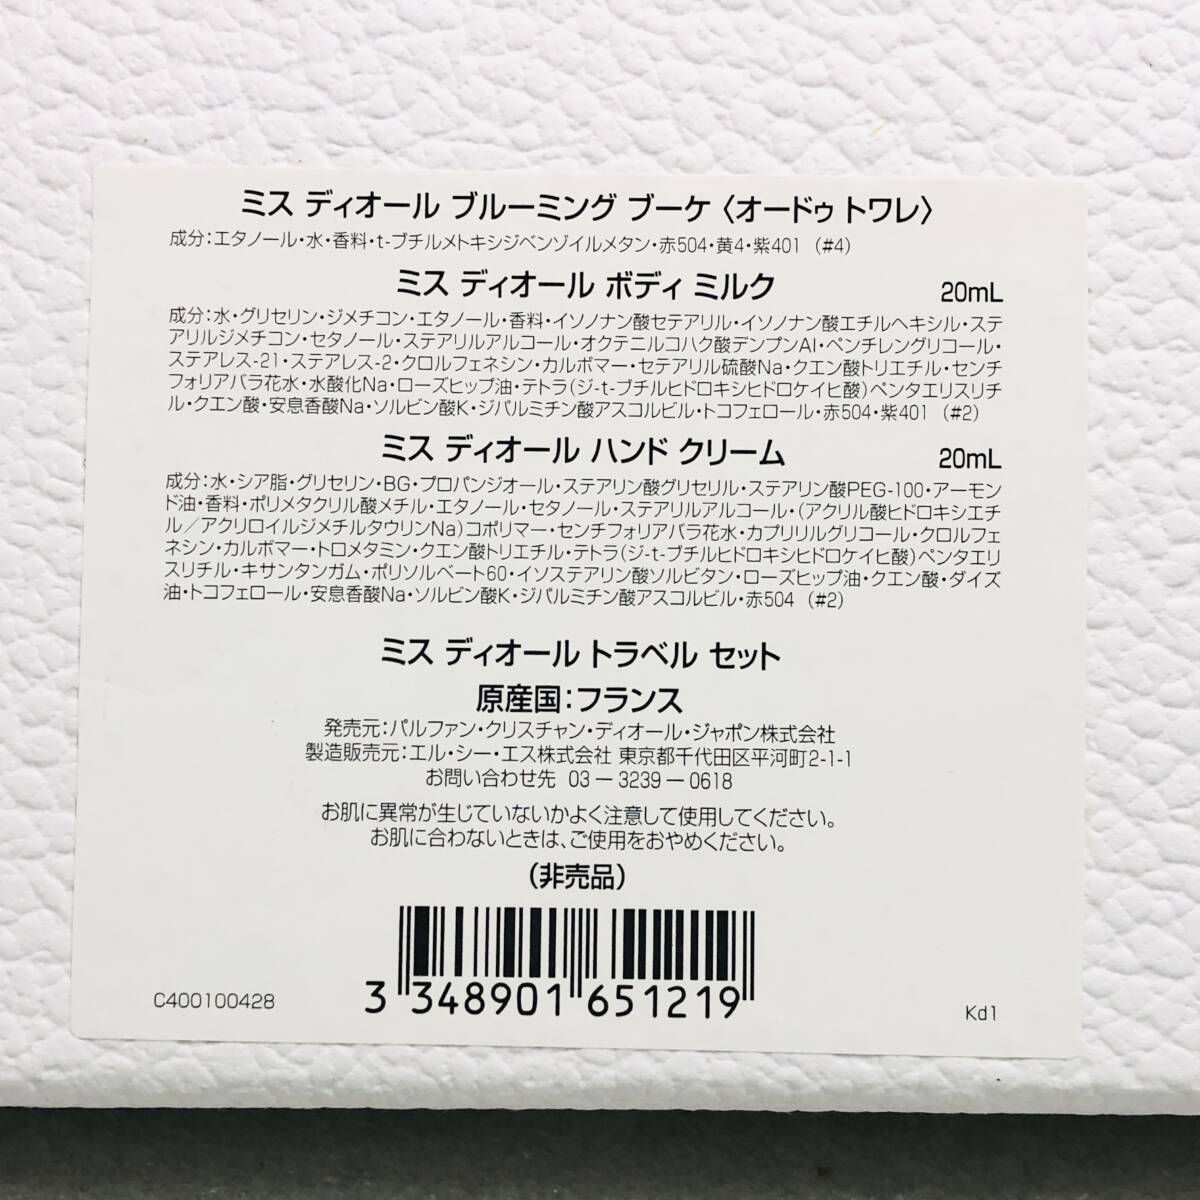 ミス ディオール ブルーミング ブーケ〈オードゥ トワレ〉
成分：エタノール・水・香料・t-ブチルメトキシジベンゾイルメタン・赤504・黄4・紫401 (#4)
ミス ディオール ボディ ミルク 20mL
成分：水・グリセリン・ジメチコン・エタノール・香料・イソノナン酸セテアリル・イソノナン酸エチルヘキシル・ステ
アリルジメチコン・セタノール・ステアリルアルコール・オクテニルコハク酸デンプンAl・ペンチレングリコール・
ステアレス-21・ステアレス-2・クロルフェネシン・カルボマー・セテアリル硫酸Na・クエン酸トリエチル・センチ
フォリアバラ花水・水酸化Na・ローズヒップ油・テトラ(ジ-t-ブチルヒドロキシヒドロケイヒ酸)ペンタエリスリチ
ル・クエン酸・安息香酸Na・ソルビン酸K・ジパルミチン酸アスコルビル・トコフェロール・赤504・紫401 (#2)
ミス ディオール ハンド クリーム 20mL
成分：水・シア脂・グリセリン・BG・プロパンジオール・ステアリン酸グリセリル・ステアリン酸PEG-100・アーモン
ド油・香料・ポリメタクリル酸メチル・エタノール・セタノール・ステアリルアルコール・(アクリル酸ヒドロキシエチ
ル／アクリロイルジメチルタウリンNa)コポリマー・センチフォリアバラ花水・カプリリルグリコール・クロルフェ
ネシン・カルボマー・トロメタミン・クエン酸トリエチル・テトラ(ジ-t-ブチルヒドロキシヒドロケイヒ酸)ペンタエリ
スリチル・キサンタンガム・ポリソルベート60・イソステアリン酸ソルビタン・ローズヒップ油・クエン酸・ダイズ
油・トコフェロール・安息香酸Na・ソルビン酸K・ジパルミチン酸アスコルビル・赤504 (#2)
ミス ディオール トラベル セット
原産国：フランス
発売元：パルファン・クリスチャン・ディオール・ジャポン株式会社
製造販売元：エル・シー・エス株式会社 東京都千代田区平河町2-1-1
お問い合わせ先 03－3239－0618
お肌に異常が生じていないかよく注意して使用してください。
お肌に合わないときは、ご使用をおやめください。
（非売品）
3 348901 651219
C400100428
Kd1